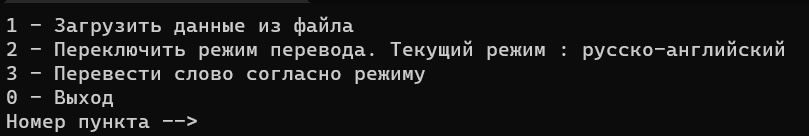 1 - Загрузить данные из файла
2 - Переключить режим перевода. Текущий режим : русско-английский
3 - Перевести слово согласно режиму
0 - Выход
Номер пункта -->